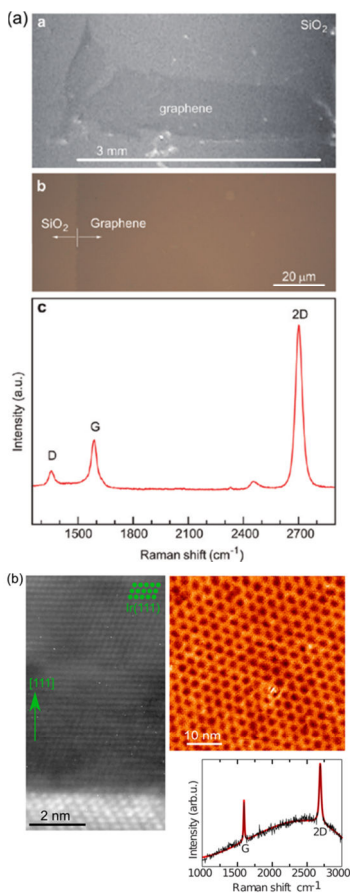 (a)
a
SiO₂
graphene
3 mm
b
SiO₂
Graphene
20 μm
c
2D
G
D
Intensity (a.u.)
1500
1800
2100
2400
2700
Raman shift (cm⁻¹)
(b)
[111]
2 nm
10 nm
Intensity (arb.u.)
G
2D
1000
1500
2000
2500
3000
Raman shift cm⁻¹